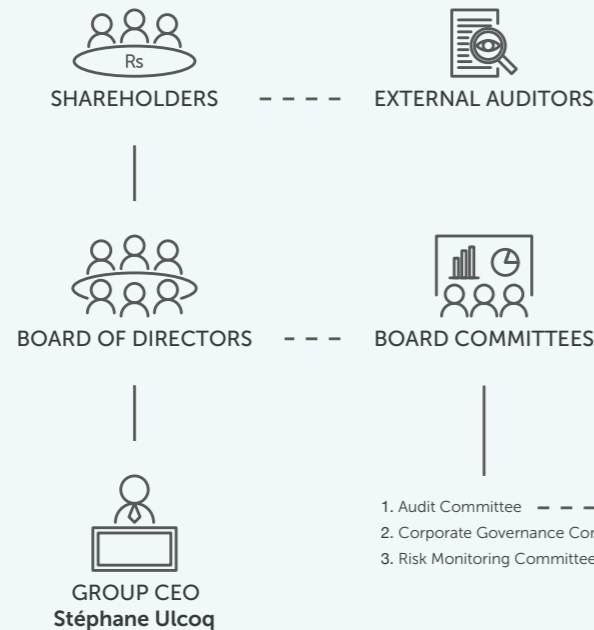 Rs
SHAREHOLDERS
EXTERNAL AUDITORS
BOARD OF DIRECTORS
BOARD COMMITTEES
1. Audit Committee
2. Corporate Governance
3. Risk Monitoring Committee
GROUP CEO
Stéphane Ulcoq